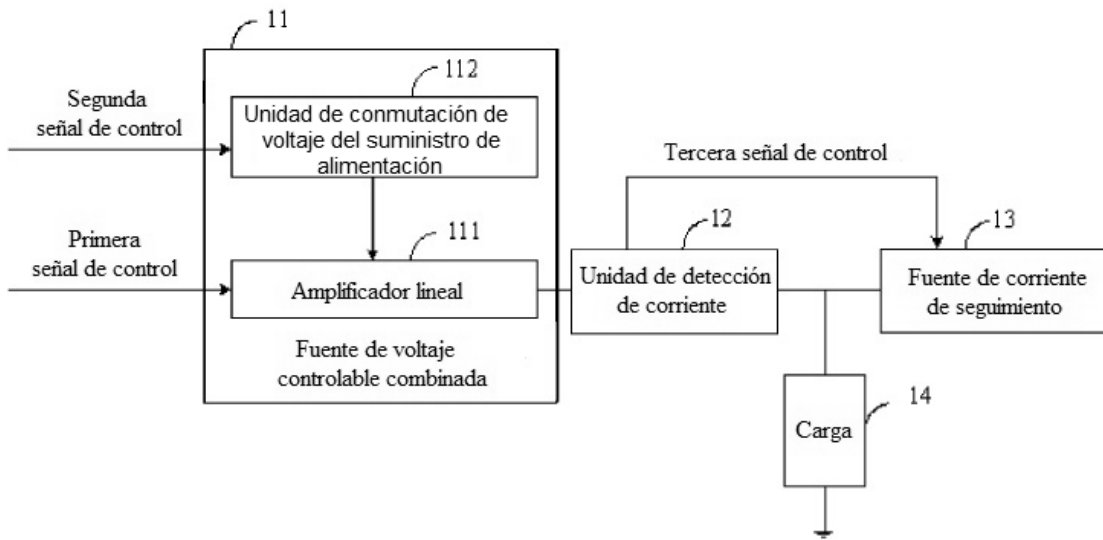 11
112
Segunda
señal de control
Unidad de conmutación de
voltaje del suministro de
alimentación
Tercera señal de control
Primera
señal de control
111
Amplificador lineal
12
Unidad de detección
de corriente
13
Fuente de corriente
de seguimiento
Fuente de voltaje
controlable combinada
14
Carga